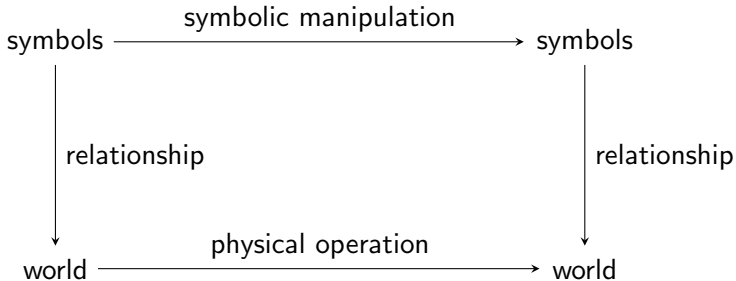 symbolic manipulation
symbols symbols
relationship relationship
physical operation
world world